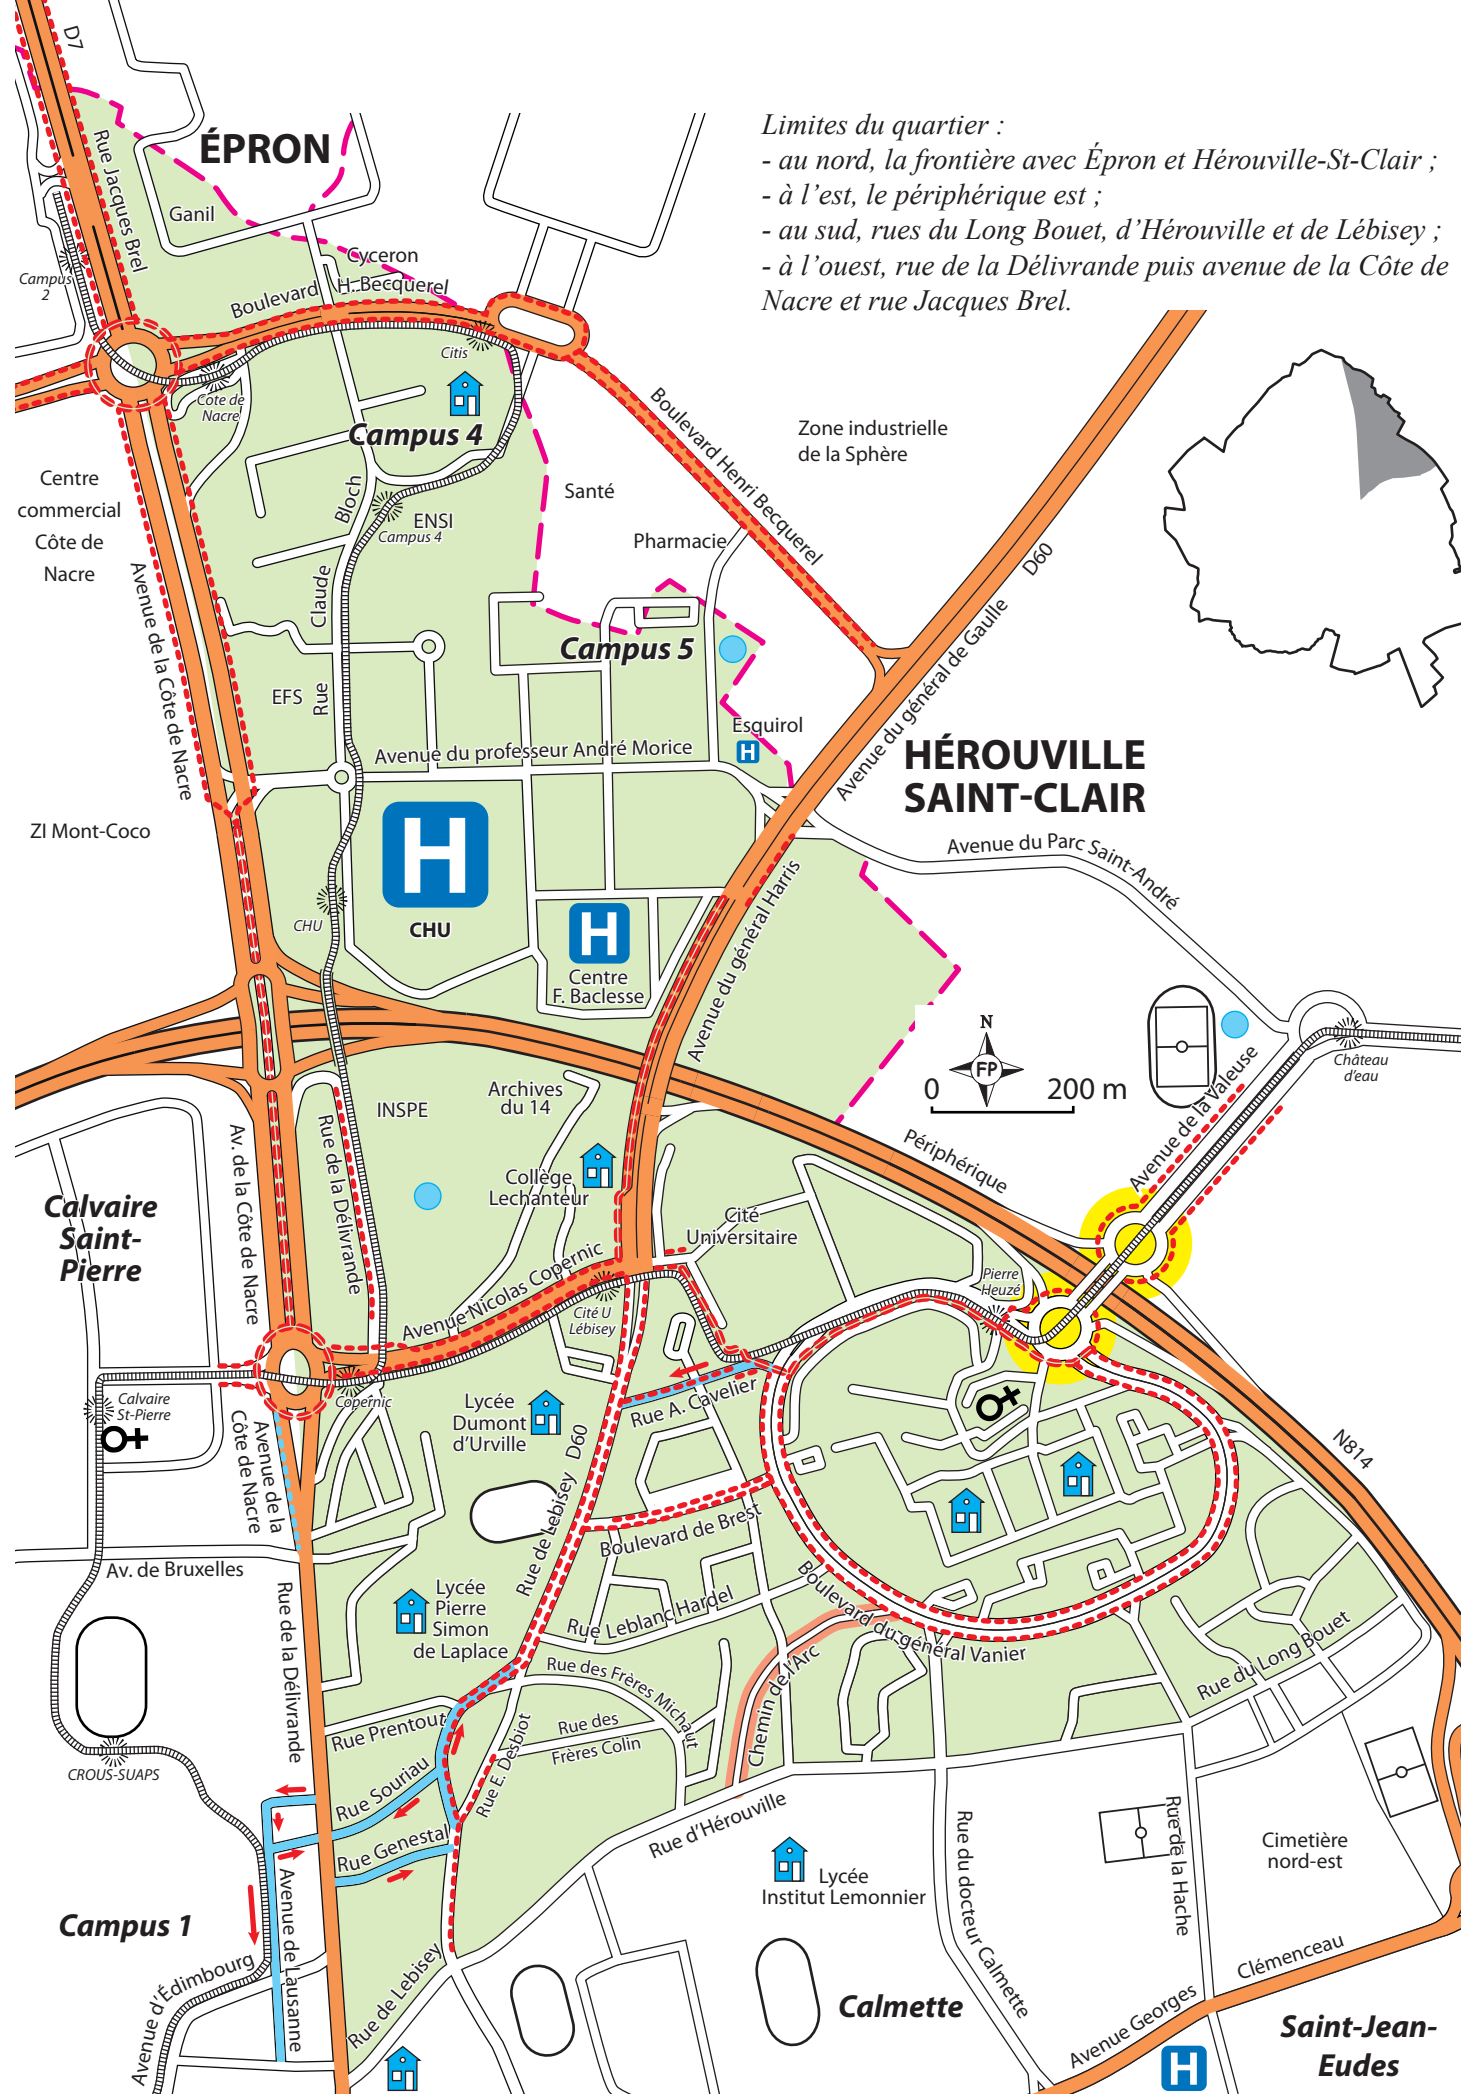 D7
Rue Jacques Brel
ÉPRON
Ganil
Cyceron
Boulevard H. Becquerel
Campus
2
Citis
Côte de
Nacre
Campus 4
Limites du quartier :
- au nord, la frontière avec Épron et Hérouville-St-Clair ;
- à l'est, le périphérique est ;
- au sud, rues du Long Bouet, d'Hérouville et de Lébisey ;
- à l'ouest, rue de la Délivrande puis avenue de la Côte de
Nacre et rue Jacques Brel.
Boulevard Henri Becquerel
Zone industrielle
de la Sphère
Centre
commercial
Côte de
Nacre
Santé
Bloch
ENSI
Campus 4
Pharmacie
D60
Claude
Avenue de la Côte de Nacre
Campus 5
Avenue du général de Gaulle
EFS
Rue
Esquirol
H
Avenue du professeur André Morice
HÉROUVILLE
SAINT-CLAIR
ZI Mont-Coco
H
CHU
CHU
Avenue du Parc Saint-André
Avenue du général Harris
H
Centre
F. Baclesse
N
FP
0
200 m
Château
d'eau
Avenue de la Valeuse
Archives
du 14
INSPE
Périphérique
Av. de la Côte de Nacre
Rue de la Délivrande
Collège
Lechanteur
Calvaire
Saint-
Pierre
Cité
Universitaire
Avenue Nicolas Copernic
Cité U
Lébisey
Pierre
Heuzé
Copernic
Calvaire
St-Pierre
Avenue de la
Côte de Nacre
Lycée
Dumont
d'Urville
Rue A. Cavelier
D60
Rue de Lebisey
N814
Boulevard de Brest
Av. de Bruxelles
Rue de la Délivrande
Lycée
Pierre
Simon
de Laplace
Rue Leblanc Hardel
Boulevard du général Vanier
Rue du Long Bouet
Rue des Frères Michaut
Chemin de l'Arc
Rue Prentout
Rue des
Frères Colin
Rue E. Desbiot
CROUS-SUAPS
Rue Souriau
Rue Genestal
Rue d'Hérouville
Rue du docteur Calmette
Rue de la Hache
Cimetière
nord-est
Lycée
Institut Lemonnier
Campus 1
Avenue de Lausanne
Avenue d'Édimbourg
Rue de Lebisey
Calmette
Avenue Georges Clémenceau
H
Saint-Jean-
Eudes